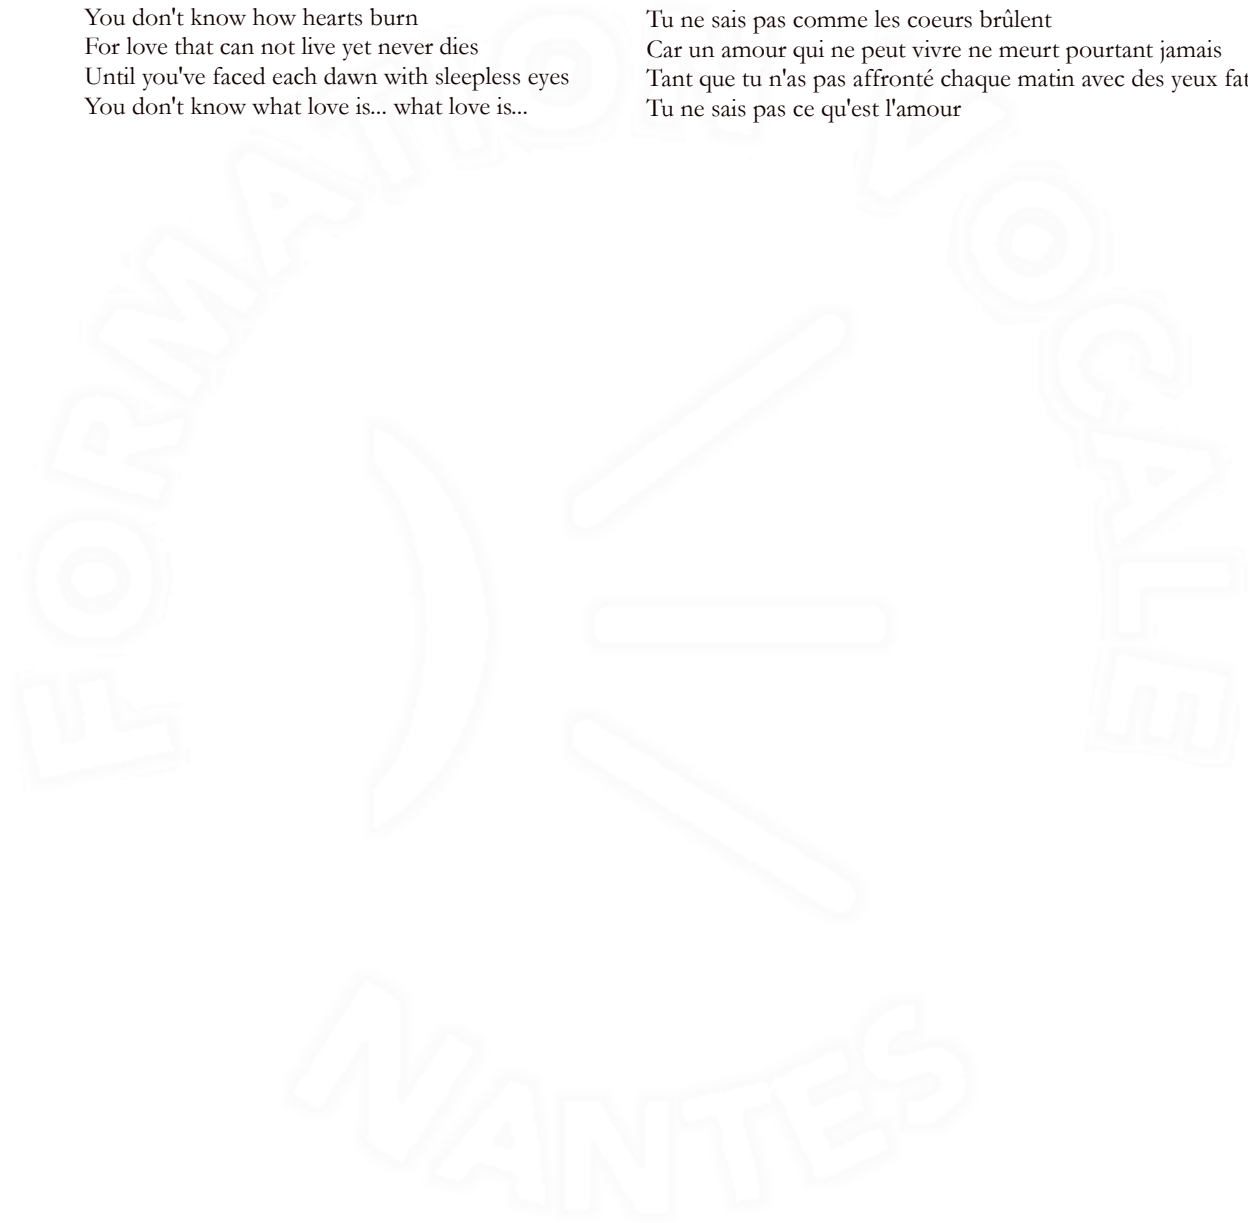 You don't know how hearts burn
For love that can not live yet never dies
Until you've faced each dawn with sleepless eyes
You don't know what love is... what love is...
Tu ne sais pas comme les coeurs brûlent
Car un amour qui ne peut vivre ne meurt pourtant jamais
Tant que tu n'as pas affronté chaque matin avec des yeux
Tu ne sais pas ce qu'est l'amour
FORMATION VOCALE
NANTES